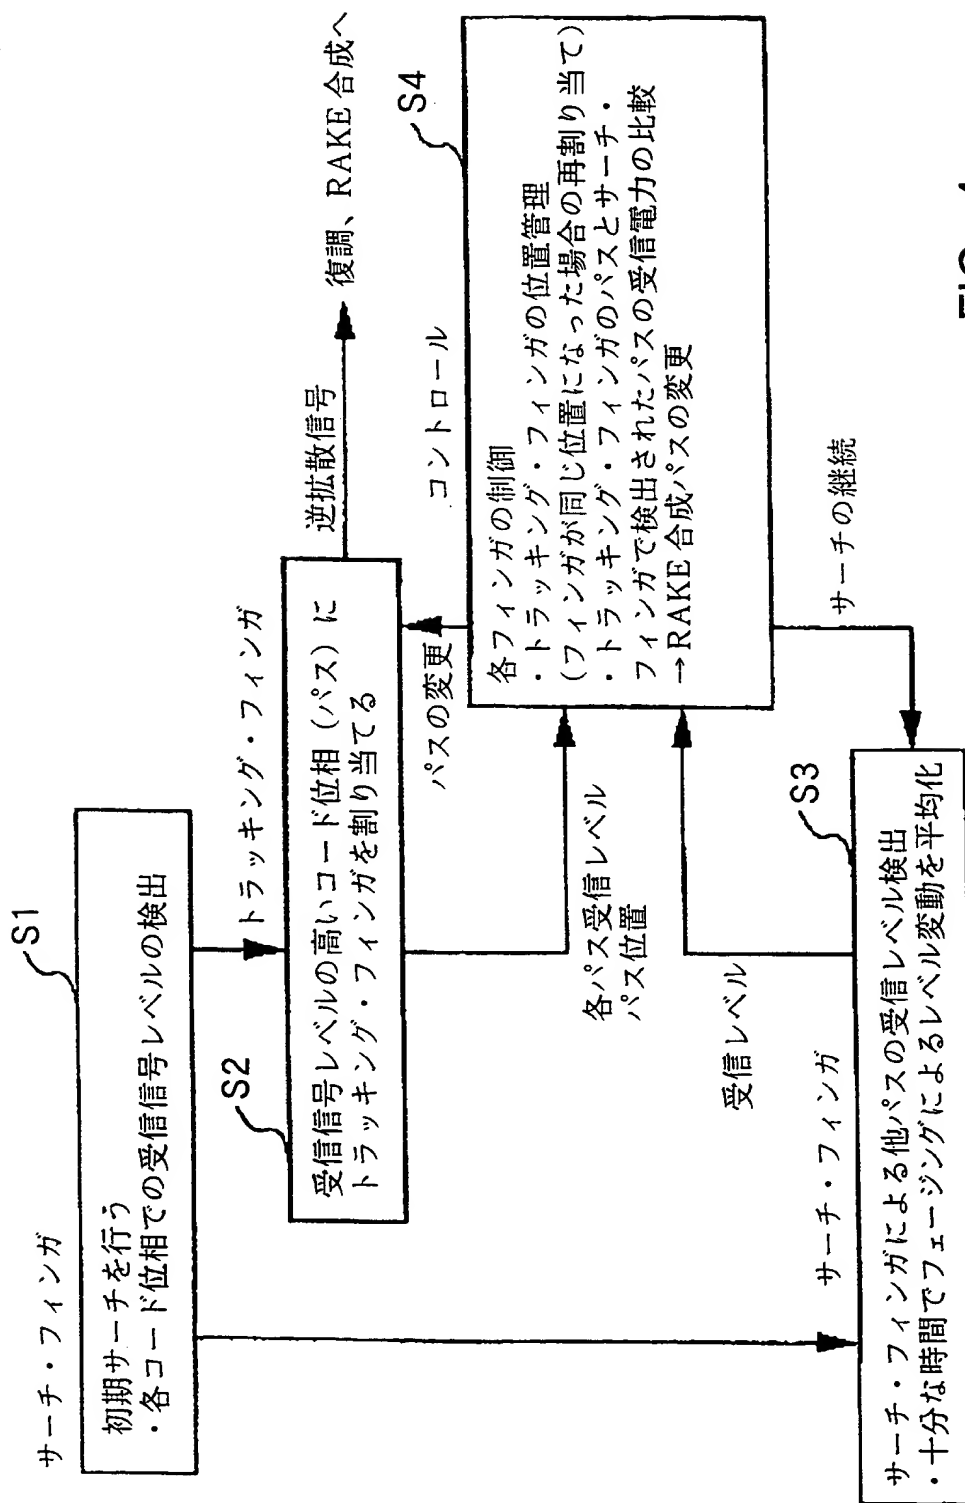 サーチ・フィンガ
S1
初期サーチを行う
・各コード位相での受信信号レベルの検出
トラッキング・フィンガ
S2
受信信号レベルの高いコード位相(パス)に
トラッキング・フィンガを割り当てる
逆拡散信号
復調、RAKE合成へ
パスの変更
コントロール
S4
各フィンガの制御
・トラッキング・フィンガの位置管理
(フィンガが同じ位置になった場合の再割り当て)
・トラッキング・フィンガのパスとサーチ・
フィンガで検出されたパスの受信電力の比較
→RAKE合成パスの変更
各パス受信レベル
パス位置
受信レベル
サーチの継続
サーチ・フィンガ
S3
サーチ・フィンガによる他パスの受信レベル検出
・十分な時間でフェージングによるレベル変動を平均化